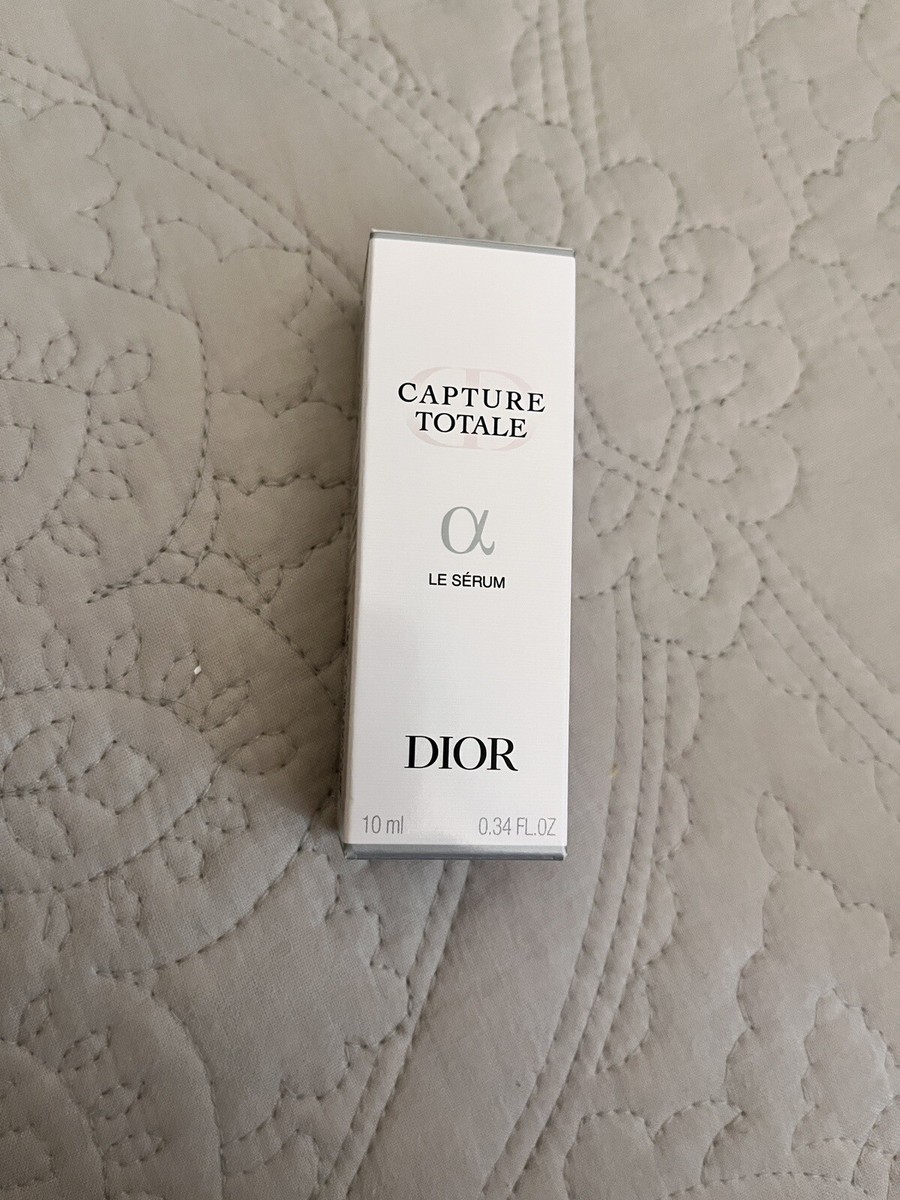 CAPTURE
TOTALE
α
LE SÉRUM
DIOR
10 ml 0.34 FL.OZ